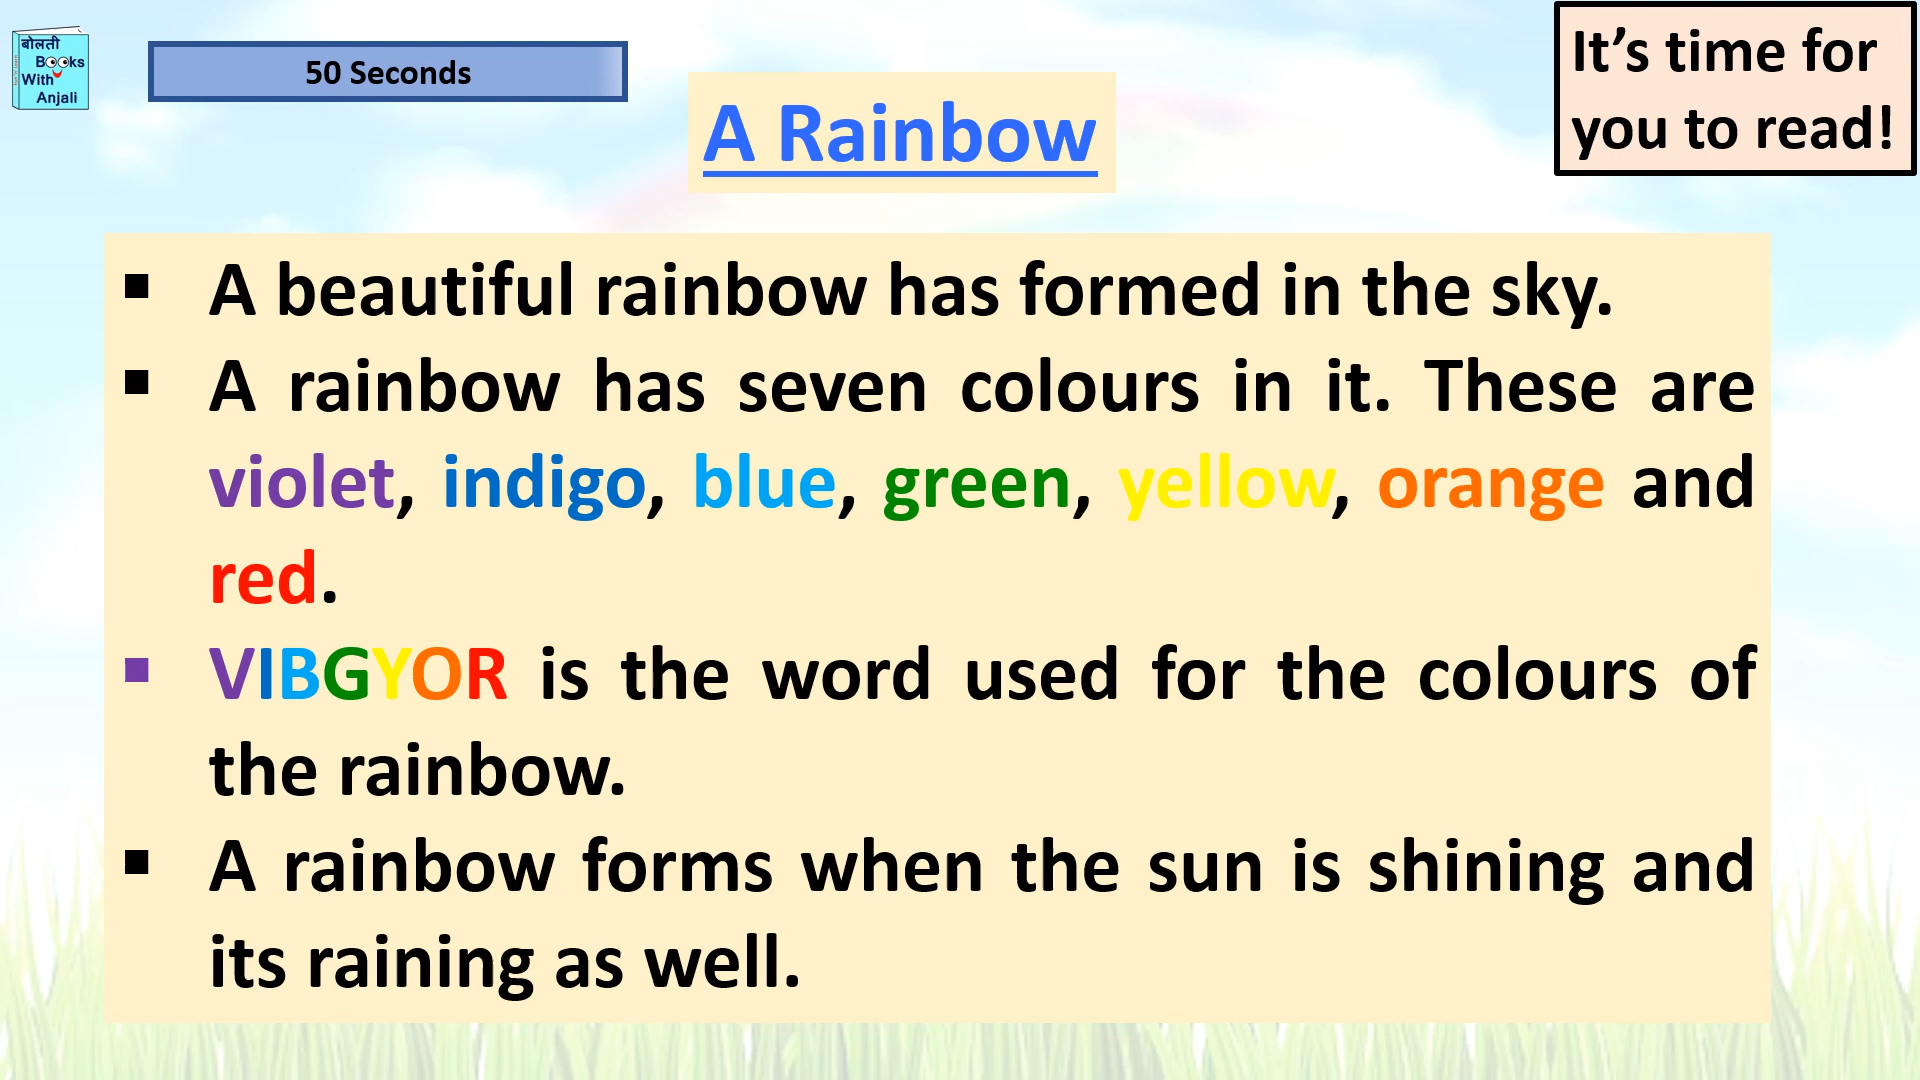 बोलती
Books
With
Anjali
50 Seconds
It’s time for
you to read!
A Rainbow
▪ A beautiful rainbow has formed in the sky.
▪ A rainbow has seven colours in it. These are
violet, indigo, blue, green, yellow, orange and
red.
▪ VIBGYOR is the word used for the colours of
the rainbow.
▪ A rainbow forms when the sun is shining and
its raining as well.